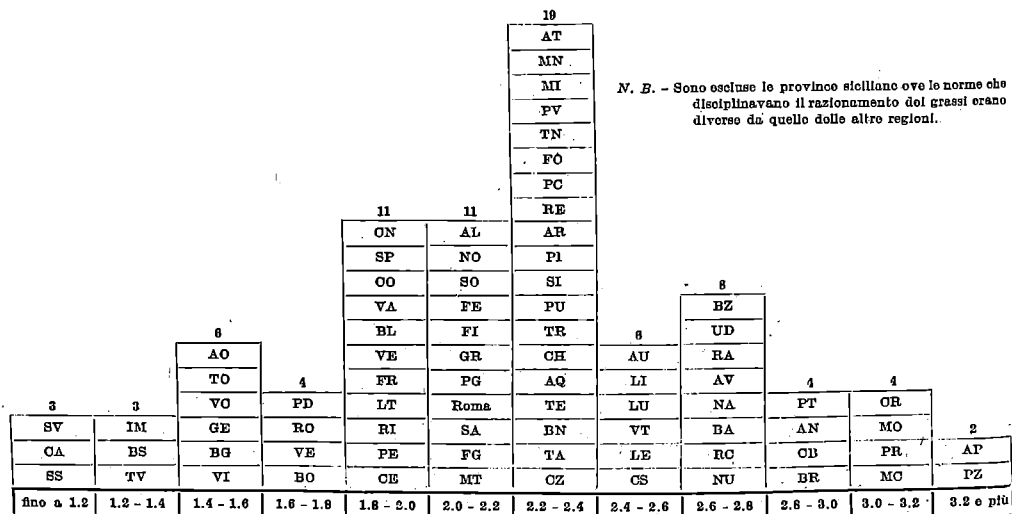 19
AT
MN
MI
PV
TN
FO
PC
RE
AR
PI
SI
PU
TR
CH
AQ
TE
BN
TA
CZ
N. B. - Sono escluse le province siciliane ove le norme che
disciplinavano il razionamento dei grassi erano
diverse da quelle delle altre regioni.
3
SV
CA
SS
3
IM
BS
TV
6
AO
TO
VC
GE
BG
VI
4
PD
RO
VE
BO
11
CN
SP
CO
VA
BL
VE
FR
LT
RI
PE
CE
11
AL
NO
SO
FE
FI
GR
PG
Roma
SA
FG
MT
6
AU
LI
LU
VT
LE
CS
8
BZ
UD
RA
AV
NA
BA
RC
NU
4
PT
AN
CB
BR
4
CR
MO
PR
MC
2
AP
PZ
fino a 1.2 1.2 - 1.4 1.4 - 1.6 1.6 - 1.8 1.8 - 2.0 2.0 - 2.2 2.2 - 2.4 2.4 - 2.6 2.6 - 2.8 2.8 - 3.0 3.0 - 3.2 3.2 e più